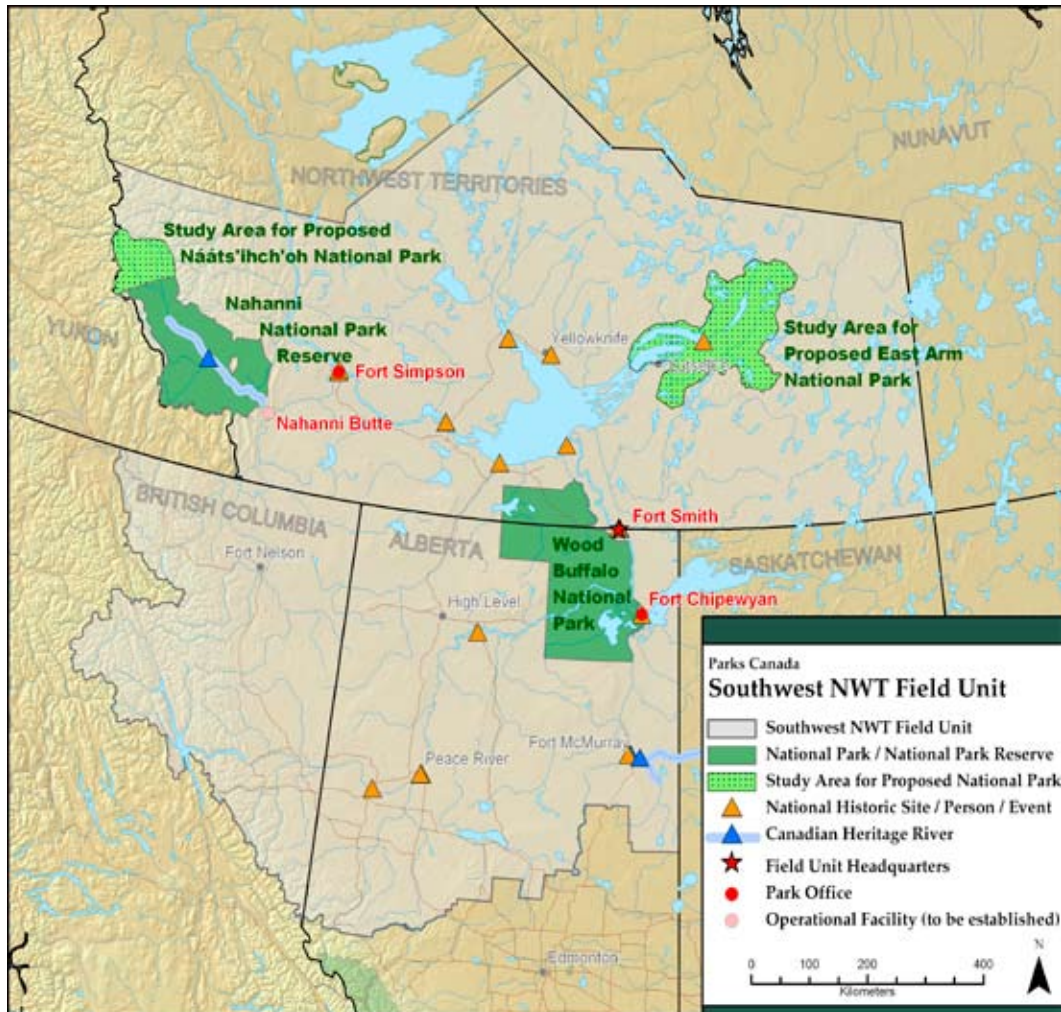 NUNAVUT
NORTHWEST TERRITORIES
Study Area for Proposed
Nááts'ihch'oh National Park
Nahanni
National Park
Reserve
YUKON
Fort Simpson
Nahanni Butte
Yellowknife
Study Area for
Proposed East Arm
National Park
BRITISH COLUMBIA
ALBERTA
SASKATCHEWAN
Fort Smith
Wood
Buffalo
National
Park
Fort Chipewyan
Fort Nelson
High Level
Peace River
Fort McMurray
Edmonton
Parks Canada
Southwest NWT Field Unit
Southwest NWT Field Unit
National Park / National Park Reserve
Study Area for Proposed National Park
National Historic Site / Person / Event
Canadian Heritage River
Field Unit Headquarters
Park Office
Operational Facility (to be established)
N
0 100 200 400
Kilometers